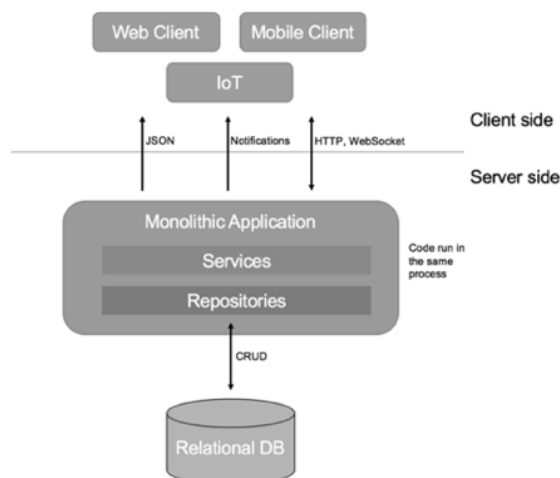 Web Client
Mobile Client
IoT
Client side
JSON
Notifications
HTTP, WebSocket
Server side
Monolithic Application
Services
Repositories
Code run in
the same
process
CRUD
Relational DB